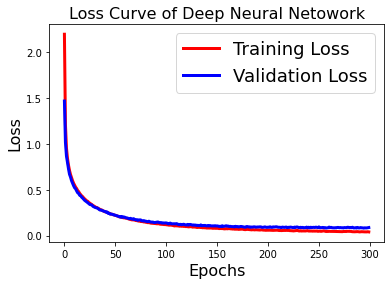 Loss Curve of Deep Neural Netowork
Training Loss
Validation Loss
Loss
2.0
1.5
1.0
0.5
0.0
0 50 100 150 200 250 300
Epochs